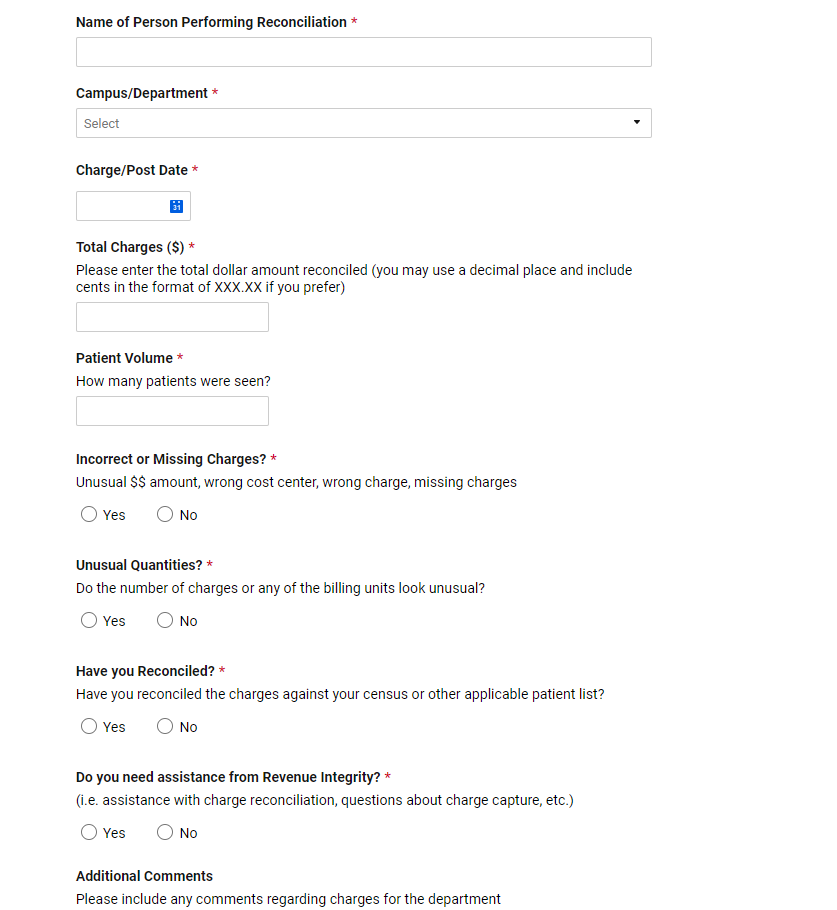 Name of Person Performing Reconciliation *
Campus/Department *
Select
Charge/Post Date *
31
Total Charges ($) *
Please enter the total dollar amount reconciled (you may use a decimal place and include
cents in the format of XXX.XX if you prefer)
Patient Volume *
How many patients were seen?
Incorrect or Missing Charges? *
Unusual $$ amount, wrong cost center, wrong charge, missing charges
Yes No
Unusual Quantities? *
Do the number of charges or any of the billing units look unusual?
Yes No
Have you Reconciled? *
Have you reconciled the charges against your census or other applicable patient list?
Yes No
Do you need assistance from Revenue Integrity? *
(i.e. assistance with charge reconciliation, questions about charge capture, etc.)
Yes No
Additional Comments
Please include any comments regarding charges for the department